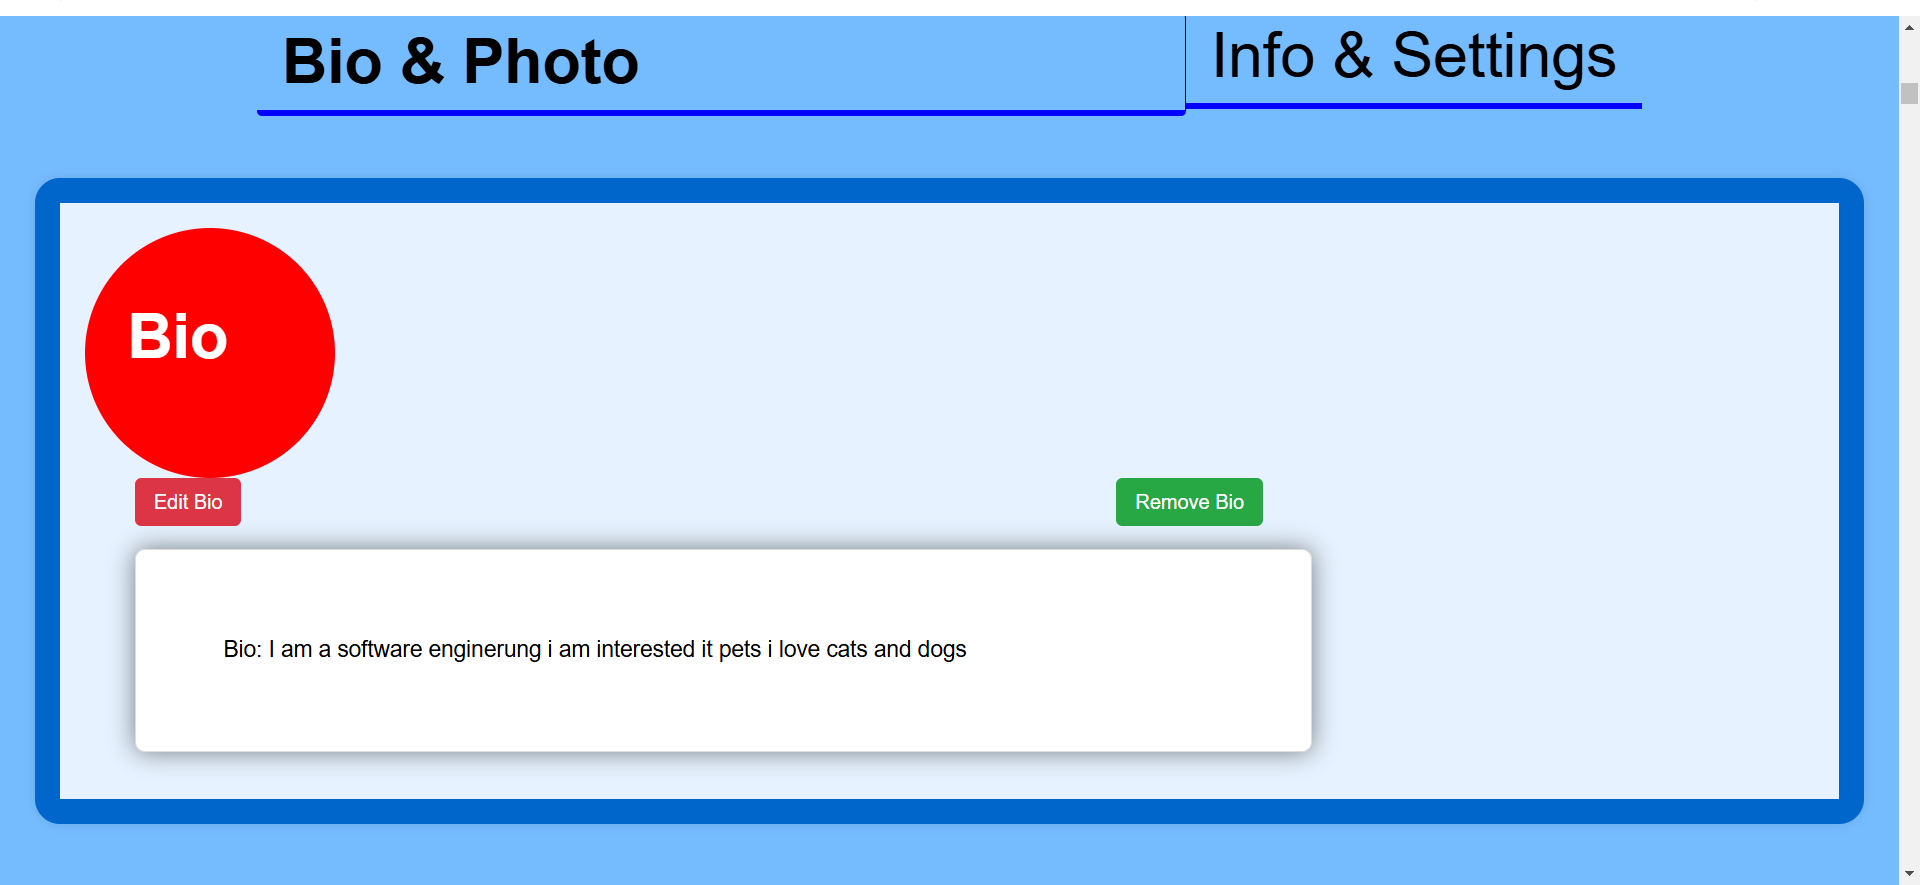 Bio & Photo
Info & Settings
Bio
Edit Bio
Remove Bio
Bio: I am a software enginerung i am interested it pets i love cats and dogs